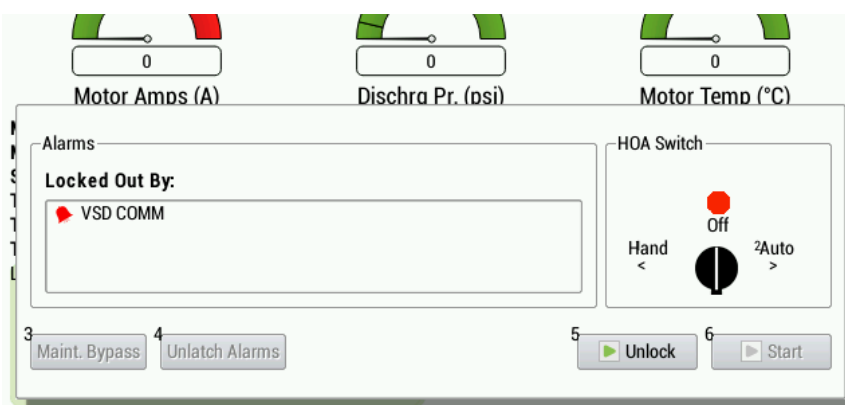 0
0
0
Motor Amps (A)
Dischrg Pr. (psi)
Motor Temp (°C)
Alarms
Locked Out By:
VSD COMM
HOA Switch
Off
Hand
<
2Auto
>
3
Maint. Bypass
4
Unlatch Alarms
5
Unlock
6
Start